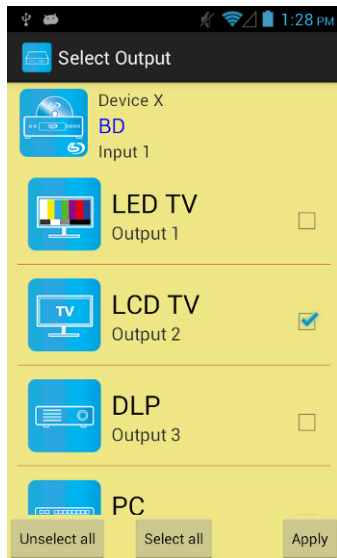 1:28 PM
Select Output
Device X
BD
Input 1
LED TV
Output 1
TV
LCD TV
Output 2
DLP
Output 3
PC
Unselect all
Select all
Apply